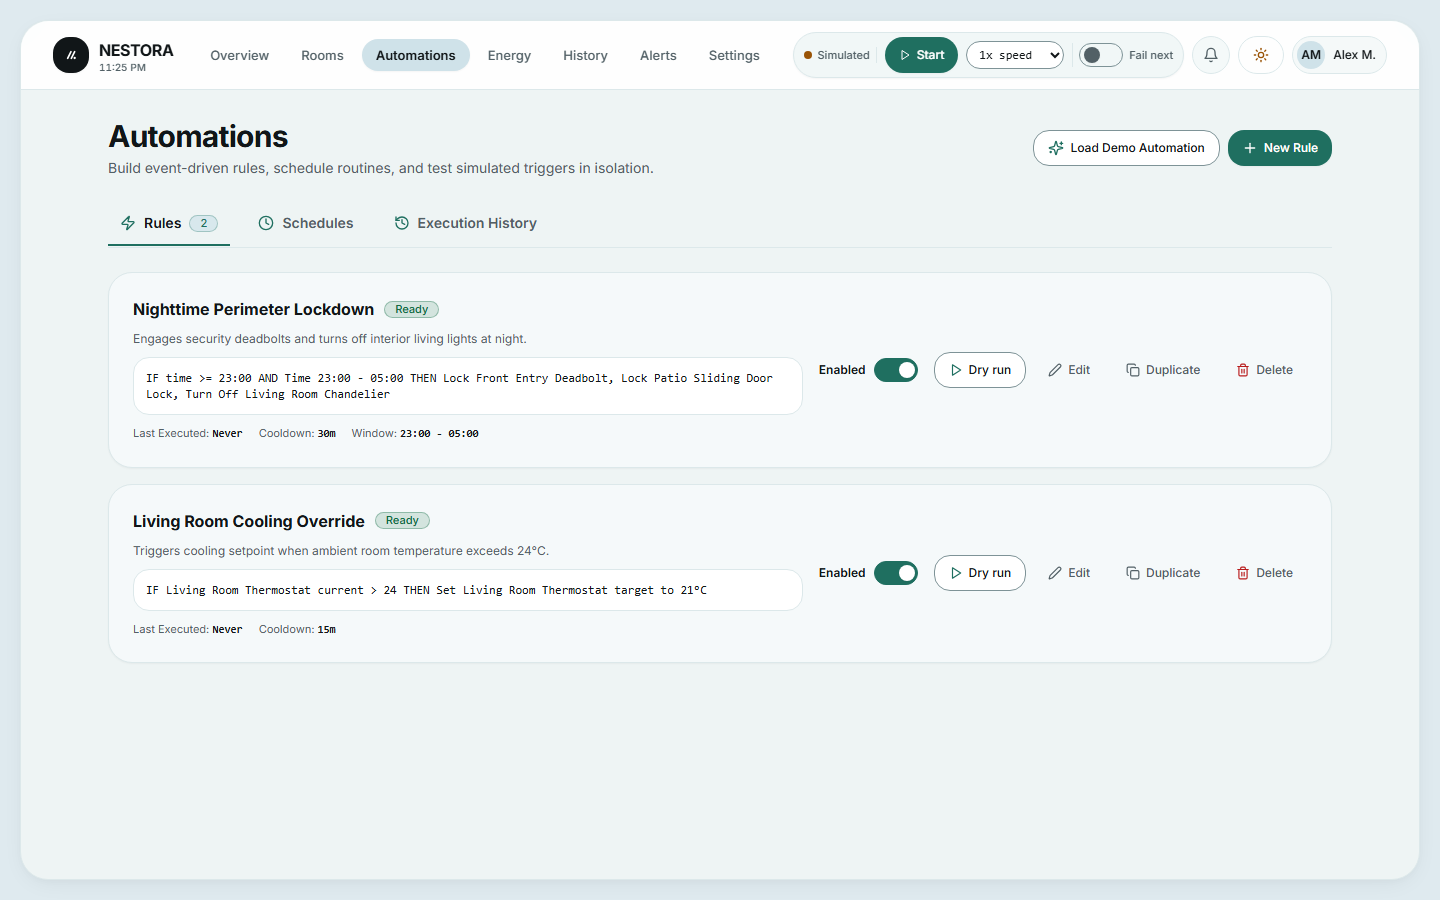 NESTORA
11:25 PM
Overview
Rooms
Automations
Energy
History
Alerts
Settings
Simulated
Start
1x speed
Fail next
AM
Alex M.
Automations
Build event-driven rules, schedule routines, and test simulated triggers in isolation.
Load Demo Automation
New Rule
Rules 2
Schedules
Execution History
Nighttime Perimeter Lockdown Ready
Engages security deadbolts and turns off interior living lights at night.
IF time >= 23:00 AND Time 23:00 - 05:00 THEN Lock Front Entry Deadbolt, Lock Patio Sliding Door
Lock, Turn Off Living Room Chandelier
Last Executed: Never Cooldown: 30m Window: 23:00 - 05:00
Enabled
Dry run
Edit
Duplicate
Delete
Living Room Cooling Override Ready
Triggers cooling setpoint when ambient room temperature exceeds 24°C.
IF Living Room Thermostat current > 24 THEN Set Living Room Thermostat target to 21°C
Last Executed: Never Cooldown: 15m
Enabled
Dry run
Edit
Duplicate
Delete